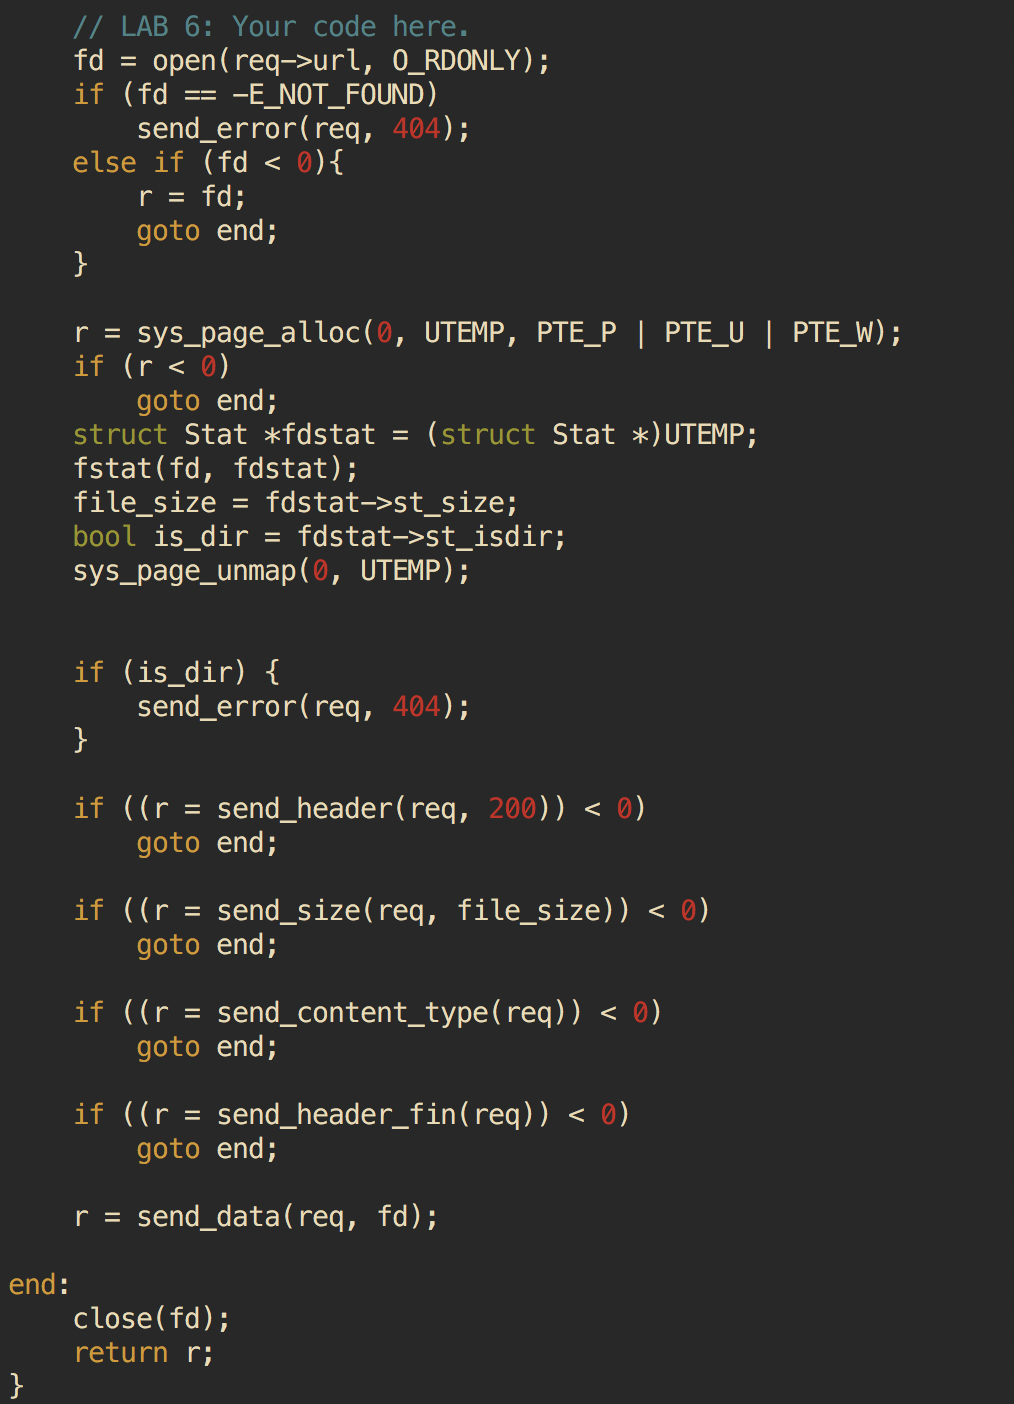 // LAB 6: Your code here.
fd = open(req->url, O_RDONLY);
if (fd == -E_NOT_FOUND)
    send_error(req, 404);
else if (fd < 0){
    r = fd;
    goto end;
}
r = sys_page_alloc(0, UTEMP, PTE_P | PTE_U | PTE_W);
if (r < 0)
    goto end;
struct Stat *fdstat = (struct Stat *)UTEMP;
fstat(fd, fdstat);
file_size = fdstat->st_size;
bool is_dir = fdstat->st_isdir;
sys_page_unmap(0, UTEMP);
if (is_dir) {
    send_error(req, 404);
}
if ((r = send_header(req, 200)) < 0)
    goto end;
if ((r = send_size(req, file_size)) < 0)
    goto end;
if ((r = send_content_type(req)) < 0)
    goto end;
if ((r = send_header_fin(req)) < 0)
    goto end;
r = send_data(req, fd);
end:
    close(fd);
    return r;
}